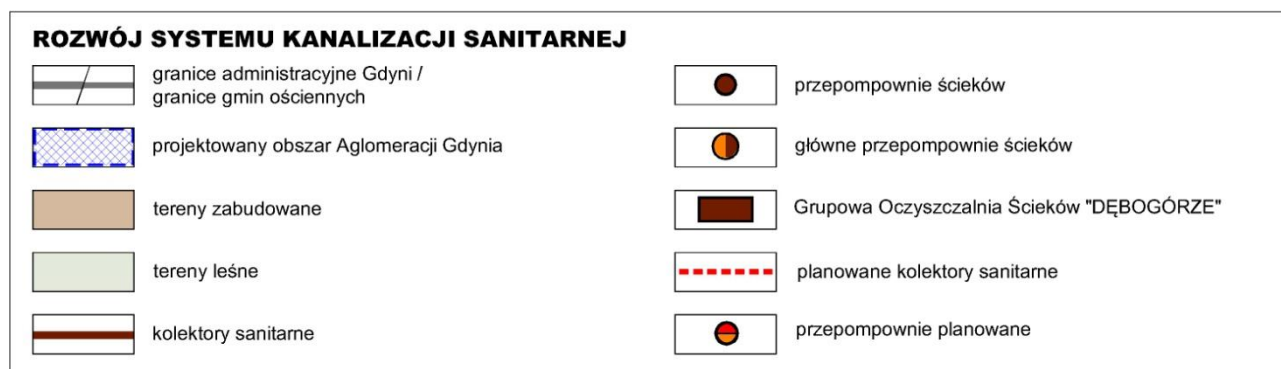 ROZWÓJ SYSTEMU KANALIZACJI SANITARNEJ
granice administracyjne Gdyni /
granice gmin ościennych
projektowany obszar Aglomeracji Gdynia
tereny zabudowane
tereny leśne
kolektory sanitarne
przepompownie ścieków
główne przepompownie ścieków
Grupowa Oczyszczalnia Ścieków "DĘBOGÓRZE"
planowane kolektory sanitarne
przepompownie planowane